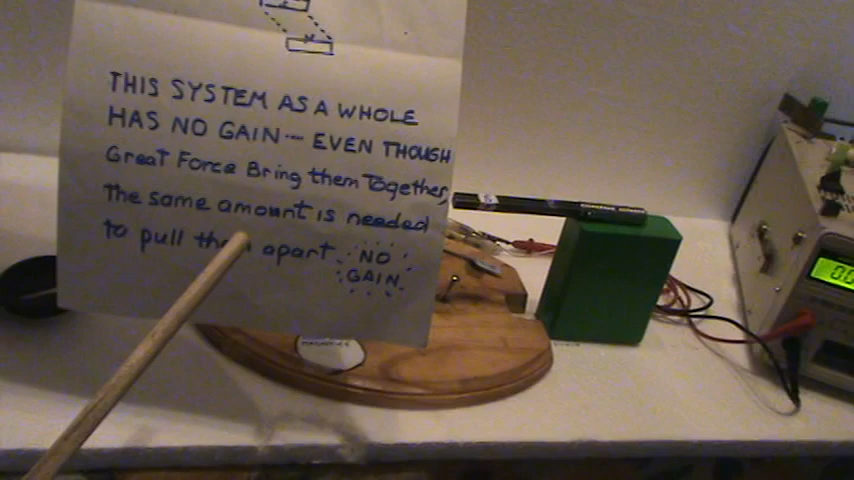 THIS SYSTEM AS A WHOLE
HAS NO GAIN--- EVEN THOUGH
Great Force Bring them Together,
the same amount is needed
to pull them apart NO
GAIN